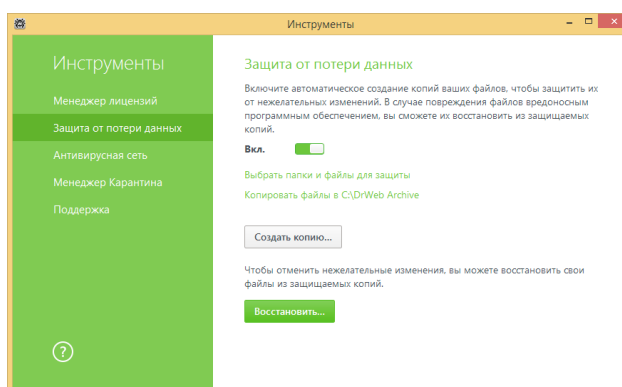 Инструменты
Инструменты
Менеджер лицензий
Защита от потери данных
Антивирусная сеть
Менеджер Карантина
Поддержка
?
Защита от потери данных
Включите автоматическое создание копий ваших файлов, чтобы защитить их
от нежелательных изменений. В случае повреждения файлов вредоносным
программным обеспечением, вы сможете их восстановить из защищаемых
копий.
Вкл.
Выбрать папки и файлы для защиты
Копировать файлы в C:\DrWeb Archive
Создать копию...
Чтобы отменить нежелательные изменения, вы можете восстановить свои
файлы из защищаемых копий.
Восстановить...